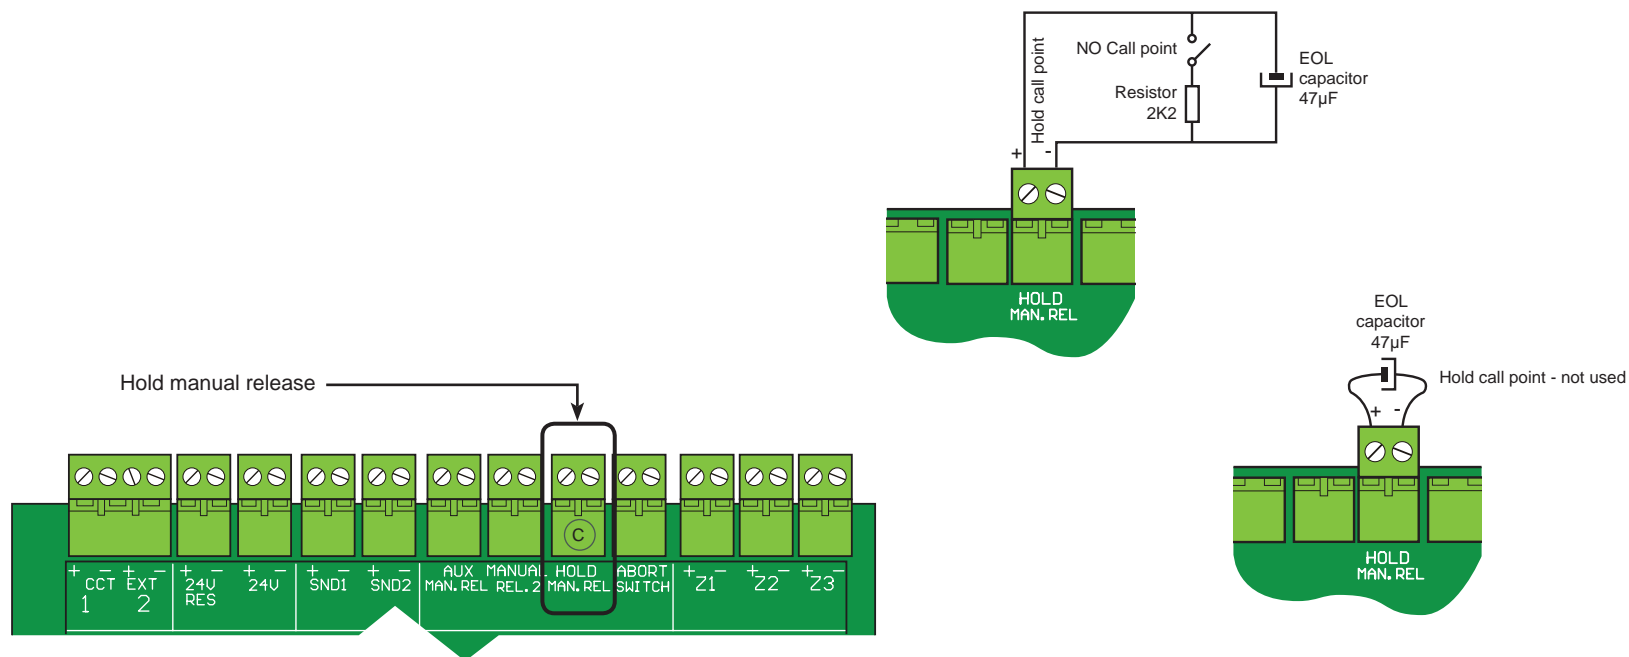 NO Call point
Hold call point
EOL
capacitor
47µF
Resistor
2K2
+ -
HOLD
MAN.REL
EOL
capacitor
47µF
Hold call point - not used
+ -
HOLD
MAN.REL
Hold manual release
C
+ - + - + - + - + - + - + - + - + -
CCT EXT
1 2
24V
RES
24V
SND1
SND2
AUX
MAN.REL
MANUAL
REL.2
HOLD
MAN.REL
ABORT
SWITCH
Z1
Z2
Z3